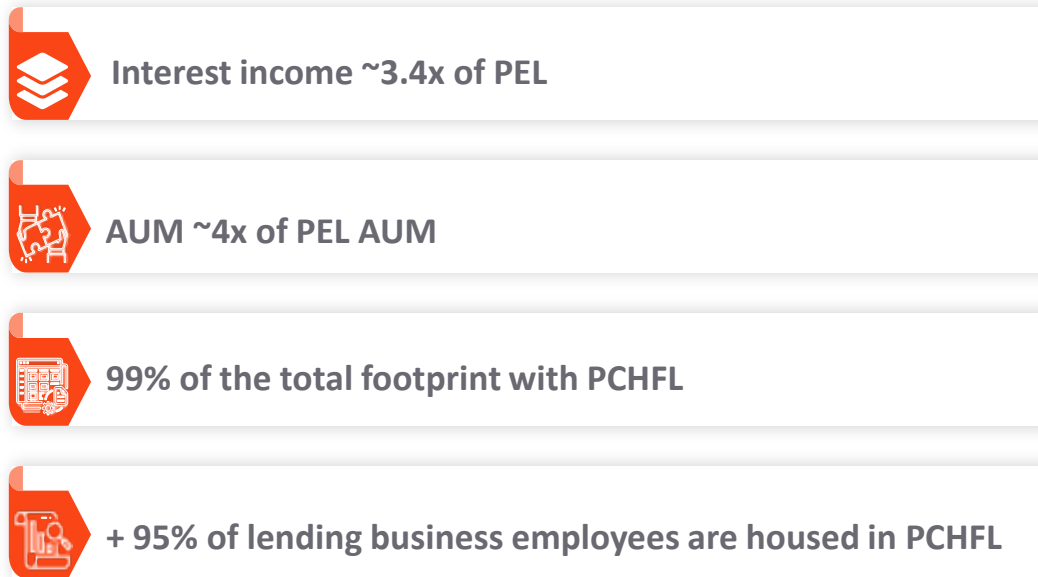 Interest income ~3.4x of PEL
AUM ~4x of PEL AUM
99% of the total footprint with PCHFL
+ 95% of lending business employees are housed in PCHFL